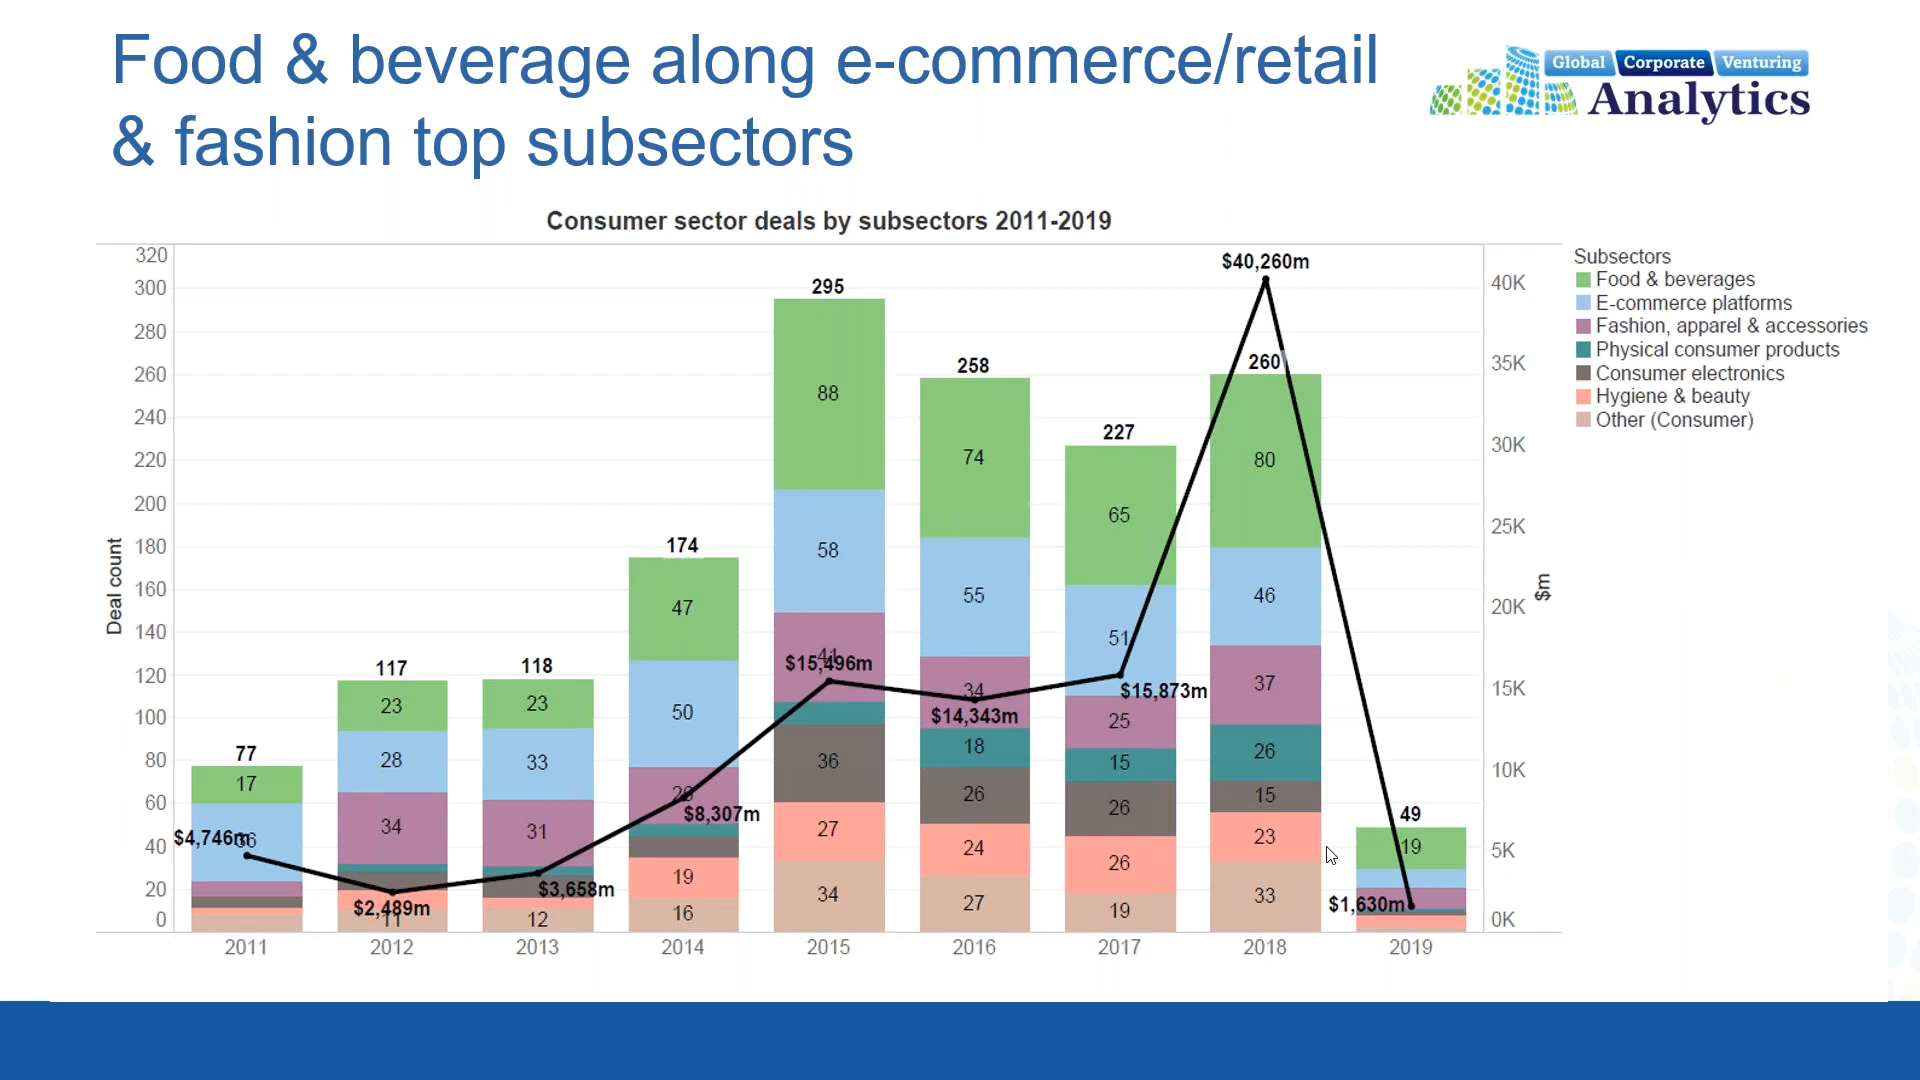 Food & beverage along e-commerce/retail
& fashion top subsectors
Global Corporate Venturing
Analytics
Consumer sector deals by subsectors 2011-2019
Subsectors
Food & beverages
E-commerce platforms
Fashion, apparel & accessories
Physical consumer products
Consumer electronics
Hygiene & beauty
Other (Consumer)
Deal count
320
300
280
260
240
220
200
180
160
140
120
100
80
60
40
20
0
77
17
36
$4,746m
117
23
28
34
11
$2,489m
118
23
33
31
12
$3,658m
174
47
50
19
16
$8,307m
295
88
58
41
36
27
34
$15,496m
258
74
55
34
18
26
24
27
$14,343m
227
65
51
25
15
26
26
19
$15,873m
$40,260m
260
80
46
37
26
15
23
33
49
19
$1,630m
40K
35K
30K
25K
20K
15K
10K
5K
0K
$m
2011 2012 2013 2014 2015 2016 2017 2018 2019